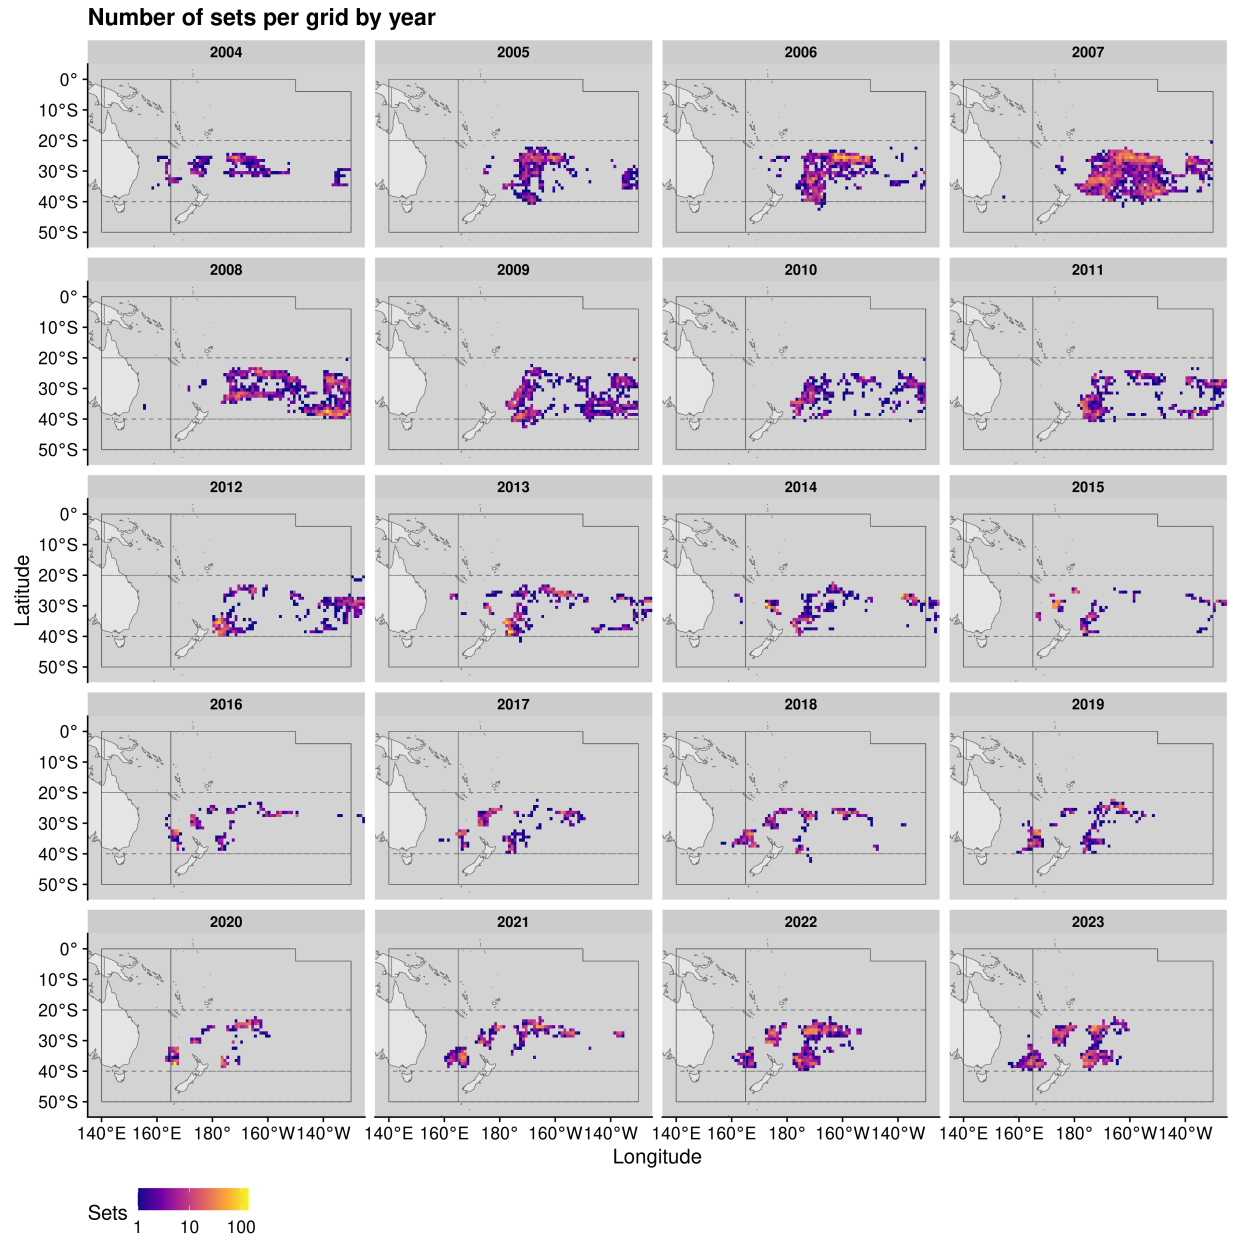 Number of sets per grid by year
2004 2005 2006 2007
0°
10°S
20°S
30°S
40°S
50°S
2008 2009 2010 2011
0°
10°S
20°S
30°S
40°S
50°S
2012 2013 2014 2015
0°
10°S
20°S
30°S
40°S
50°S
Latitude
2016 2017 2018 2019
0°
10°S
20°S
30°S
40°S
50°S
2020 2021 2022 2023
0°
10°S
20°S
30°S
40°S
50°S
140°E 160°E 180° 160°W 140°W 140°E 160°E 180° 160°W 140°W 140°E 160°E 180° 160°W 140°W 140°E 160°E 180° 160°W 140°W
Longitude
Sets
1 10 100